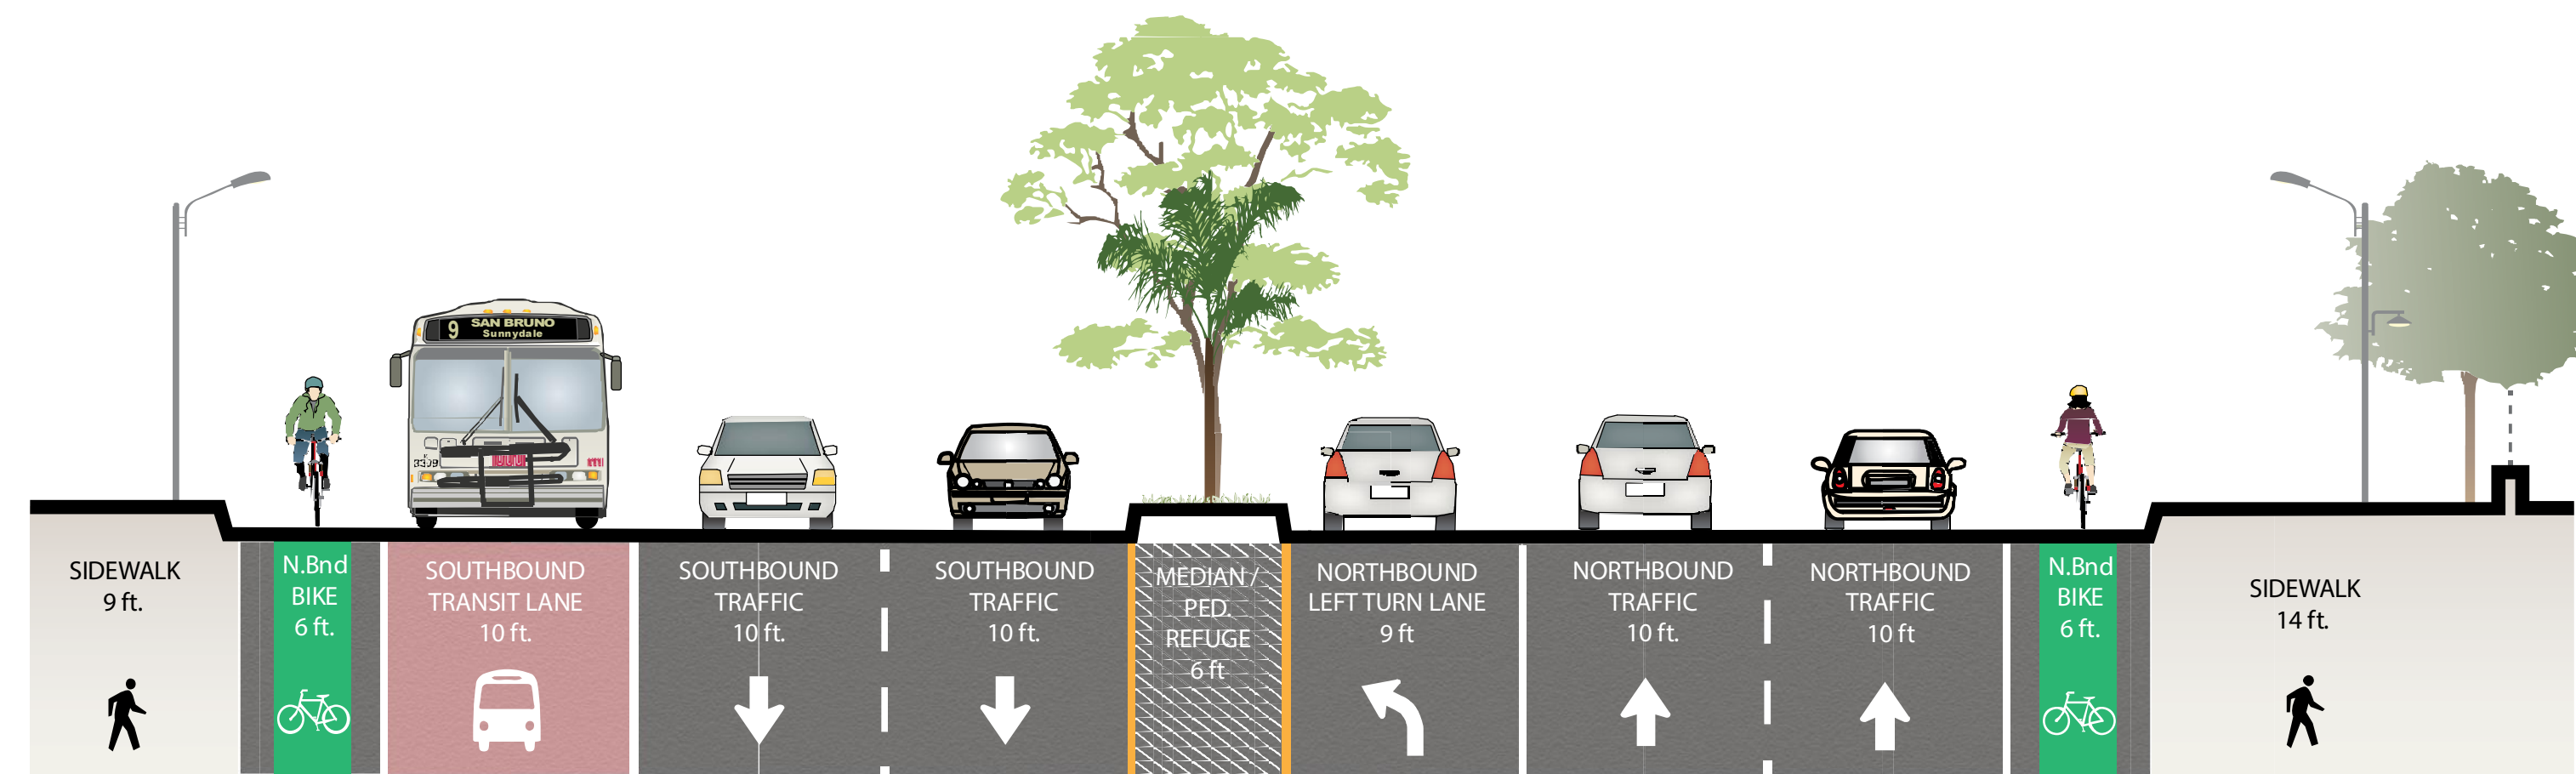 9 SAN BRUNO
Sunnydale
SIDEWALK
9 ft.
N.Bnd
BIKE
6 ft.
SOUTHBOUND
TRANSIT LANE
10 ft.
SOUTHBOUND
TRAFFIC
10 ft.
SOUTHBOUND
TRAFFIC
10 ft.
MEDIAN /
PED.
REFUGE
6 ft
NORTHBOUND
LEFT TURN LANE
9 ft
NORTHBOUND
TRAFFIC
10 ft.
NORTHBOUND
TRAFFIC
10 ft
N.Bnd
BIKE
6 ft.
SIDEWALK
14 ft.